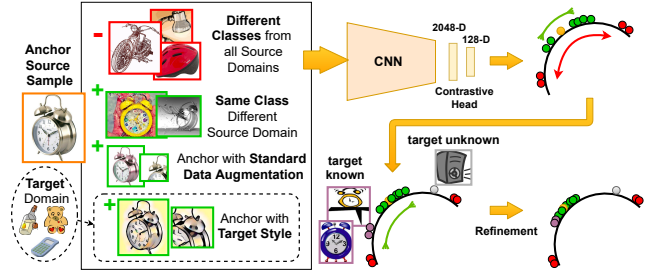 Anchor
Source
Sample
Target
Domain
Different
Classes from
all Source
Domains
Same Class
Different
Source Domain
Anchor with Standard
Data Augmentation
Anchor with
Target Style
CNN
2048-D
128-D
Contrastive
Head
target unknown
target
known
Refinement